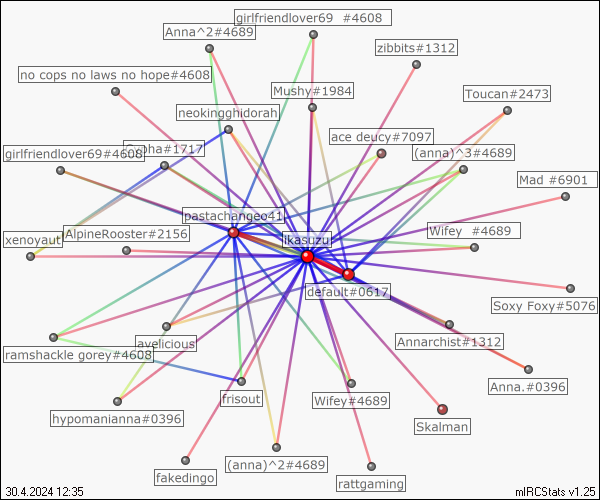 girlfriendlover69 #4608
Anna^2#4689
zibbits#1312
no cops no laws no hope#4608
Mushy#1984
Toucan#2473
neokingghidorah
ace deucy#7097
girlfriendlover69#4608
#1717
(anna)^3#4689
Mad #6901
pastachangeo41
Wifey #4689
xenovaut
AlpineRooster#2156
ikasuzu
default#0617
Soxy Foxy#5076
avelicious
Annarchist#1312
ramshackle gorey#4608
Anna.#0396
frisout
Wifey#4689
hypomanianna#0396
Skalman
fakedingo
(anna)^2#4689
rattgaming
30.4.2024 12:35
mIRCStats v1.25